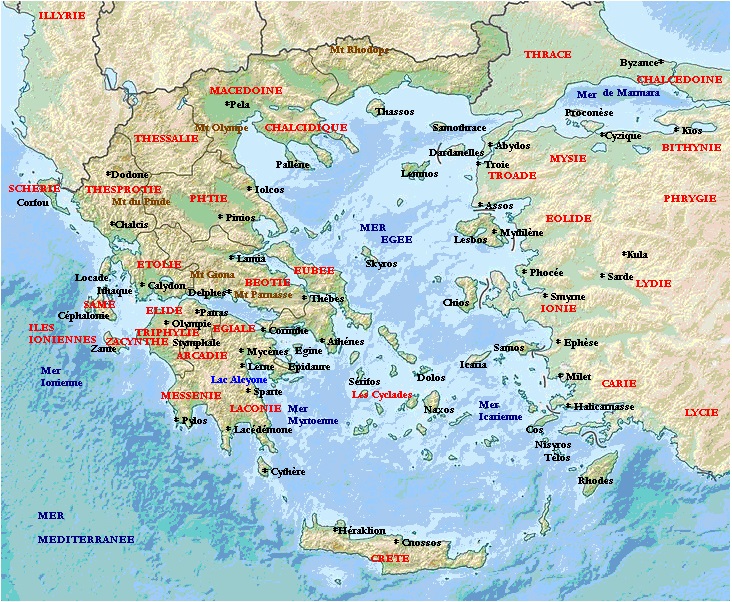 ILLYRIE
Mt Rhodope
THRACE
Byzance
CHALCEDOINE
MACEDOINE
Pela
Mer de Marmara
Thassos
Proconèse
Mt Olympe
CHALCIDIQUE
Samothrace
Cyzique
Kios
THESSALIE
Abydos
BITHYNIE
Dardanelles
MYSIE
Pallène
Troie
Lemnos
TROADE
Dodone
SCHERIE
THESPROTIE
Iolcos
Corfou
Mt du Pinde
PHTIE
PHRYGIE
Assos
Pinios
EOLIDE
Chalcis
MER
EGEE
Lesbos
Mytilène
Kula
Lamia
ETOLIE
Skyros
Mt Giona
EUBEE
Phocée
Sarde
Locade
BEOTIE
LYDIE
Calydon
Ithaque
Delphes
Mt Parnasse
Thèbes
Smyrne
SAME
Chios
IONIE
Céphalonie
ELIDE
Patras
Olympie
ILES
IONIENNES
TRIPHYLIE
EGIALE
Corinthe
ZACYNTHE
Stymphale
Athénes
Ephèse
Zante
ARCADIE
Mycènes
Egine
Samos
Lerne
Epidaure
Icaria
Mer
Ionienne
Lac Alcyone
Sérifos
Dolos
Milet
CARIE
Sparte
MESSENIE
Les Cyclades
LACONIE
Mer
Myrtoenne
Naxos
Mer
Icarienne
Halicarnasse
LYCIE
Pylos
Lacédémone
Cos
Nisyros
Télos
Cythère
Rhodes
MER
MEDITERRANEE
Héraklion
Cnossos
CRETE